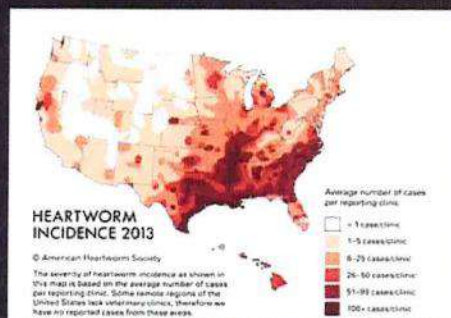 HEARTWORM
INCIDENCE 2013
© American Heartworm Society
The severity of heartworm incidence as shown in
this map is based on the average number of cases
per reporting clinic. Some remote regions of the
United States lack veterinary clinics, therefore we
have no reported cases from these areas.
Average number of cases
per reporting clinic
< 1 case/clinic
1-5 cases/clinic
6-25 cases/clinic
26-50 cases/clinic
51-99 cases/clinic
100+ cases/clinic